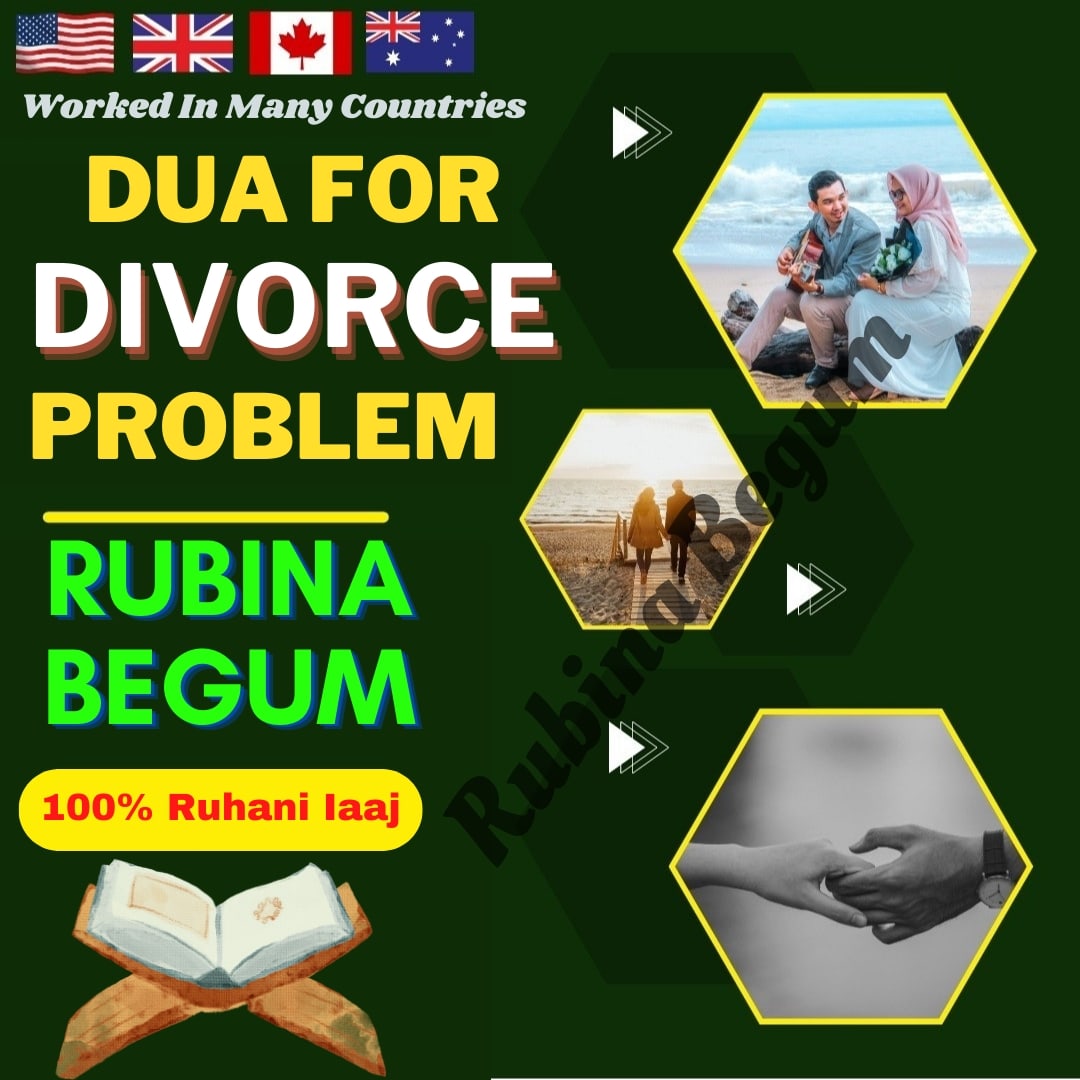 Worked In Many Countries
DUA FOR
DIVORCE
PROBLEM
RUBINA
BEGUM
100% Ruhani Iaaj
Rubina Begum